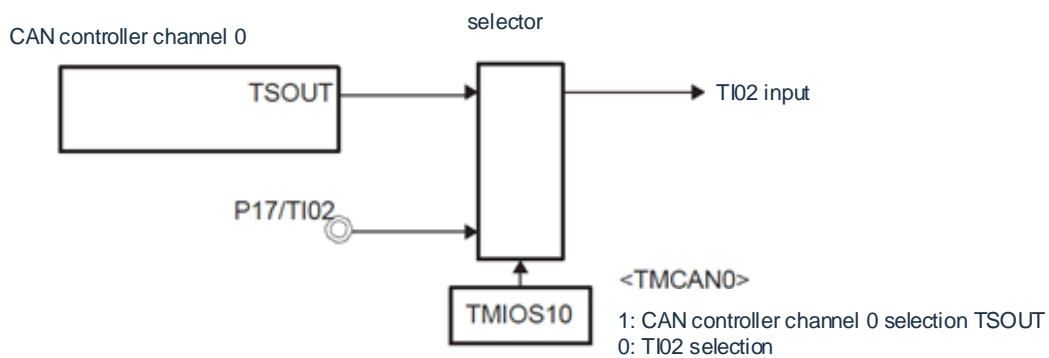 selector
CAN controller channel 0
TSOUT
TI02 input
P17/TI02
<TMCAN0>
TMIOS10
1: CAN controller channel 0 selection TSOUT
0: TI02 selection